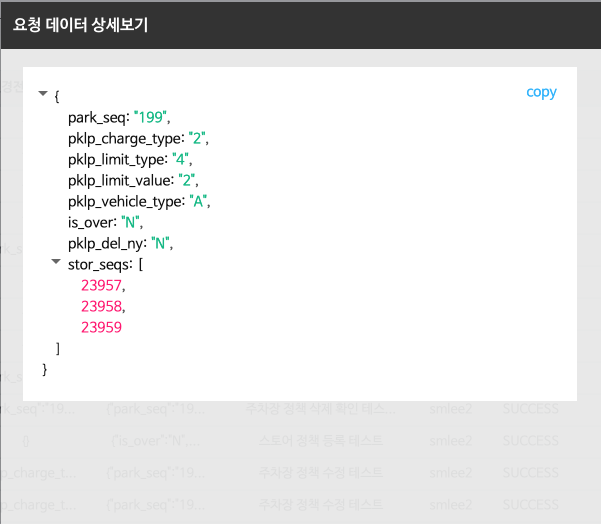 요청 데이터 상세보기
copy
{
park_seq: "199",
pklp_charge_type: "2",
pklp_limit_type: "4",
pklp_limit_value: "2",
pklp_vehicle_type: "A",
is_over: "N",
pklp_del_ny: "N",
stor_seqs: [
23957,
23958,
23959
]
}
k_seq":"19... {"park_seq":"19... 주차장 정책 삭제 확인 테스... smlee2 SUCCESS
{} {"is_over":"N",... 스토어 정책 등록 테스트 smlee2 SUCCESS
p_charge_t... {"park_seq":"19... 주차장 정책 수정 테스트 smlee2 SUCCESS
p_charge_t... {"park_seq":"19... 주차장 정책 수정 테스트 smlee2 SUCCESS